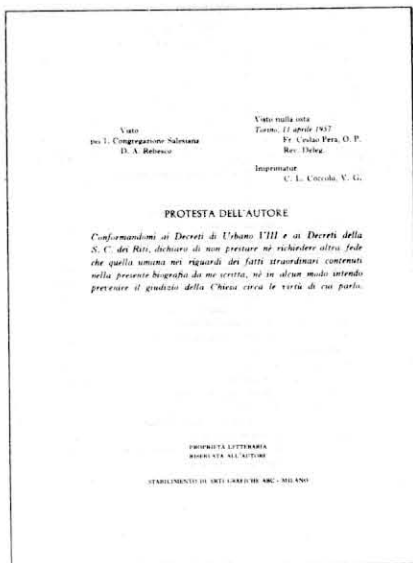 Visto
per l. Congregazione Salesiana
D. A. Rebesco
Visto nulla osta
Torino, 11 aprile 1957
Fr. Ceslao Pera, O. P.
Rev. Deleg.
Imprimatur
C. L. Coccolo, V. G.
PROTESTA DELL'AUTORE
Conformandomi ai Decreti di Urbano VIII e ai Decreti della
S. C. dei Riti, dichiaro di non prestare nè richiedere altra fede
che quella umana nei riguardi dei fatti straordinari contenuti
nella presente biografia da me scritta, nè in alcun modo intendo
prevenire il giudizio della Chiesa circa le virtù di cui parlo.
PROPRIETÀ LETTERARIA
RISERVATA ALL'AUTORE
STABILIMENTO DI ARTI GRAFICHE ABC - MILANO